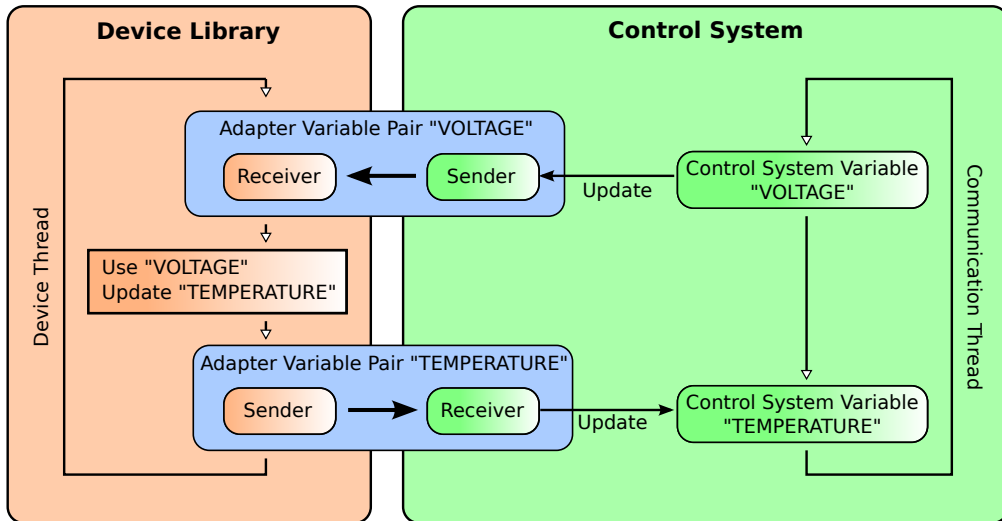 Device Library
Control System
Adapter Variable Pair "VOLTAGE"
Receiver
Sender
Update
Control System Variable
"VOLTAGE"
Device Thread
Use "VOLTAGE"
Update "TEMPERATURE"
Communication Thread
Adapter Variable Pair "TEMPERATURE"
Sender
Receiver
Update
Control System Variable
"TEMPERATURE"